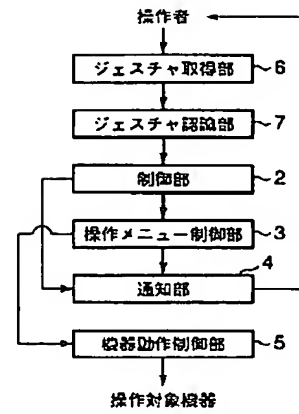 操作者
ジェスチャ取得部 6
ジェスチャ認識部 7
制御部 2
操作メニュー制御部 3
4
通知部
機器動作制御部 5
操作対象機器